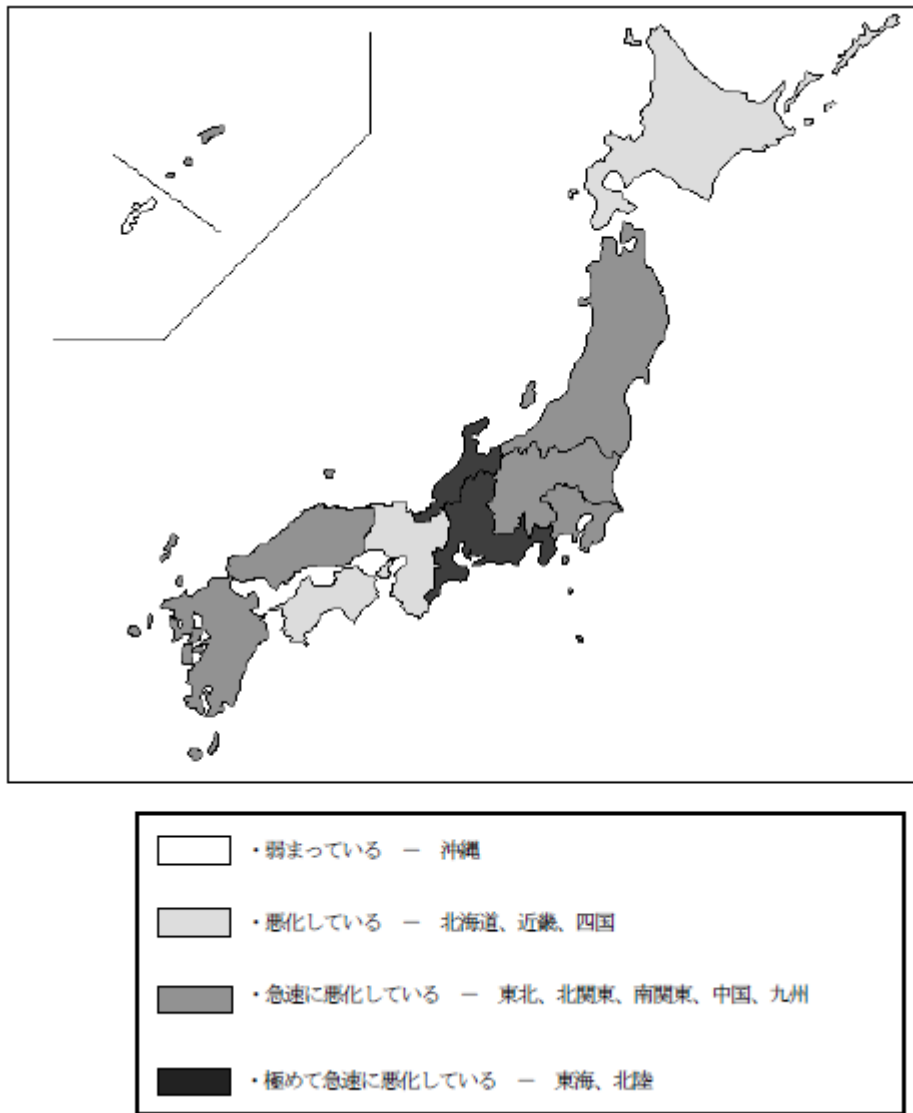 ・弱まっている － 沖縄
・悪化している － 北海道、近畿、四国
・急速に悪化している － 東北、北関東、南関東、中国、九州
・極めて急速に悪化している － 東海、北陸